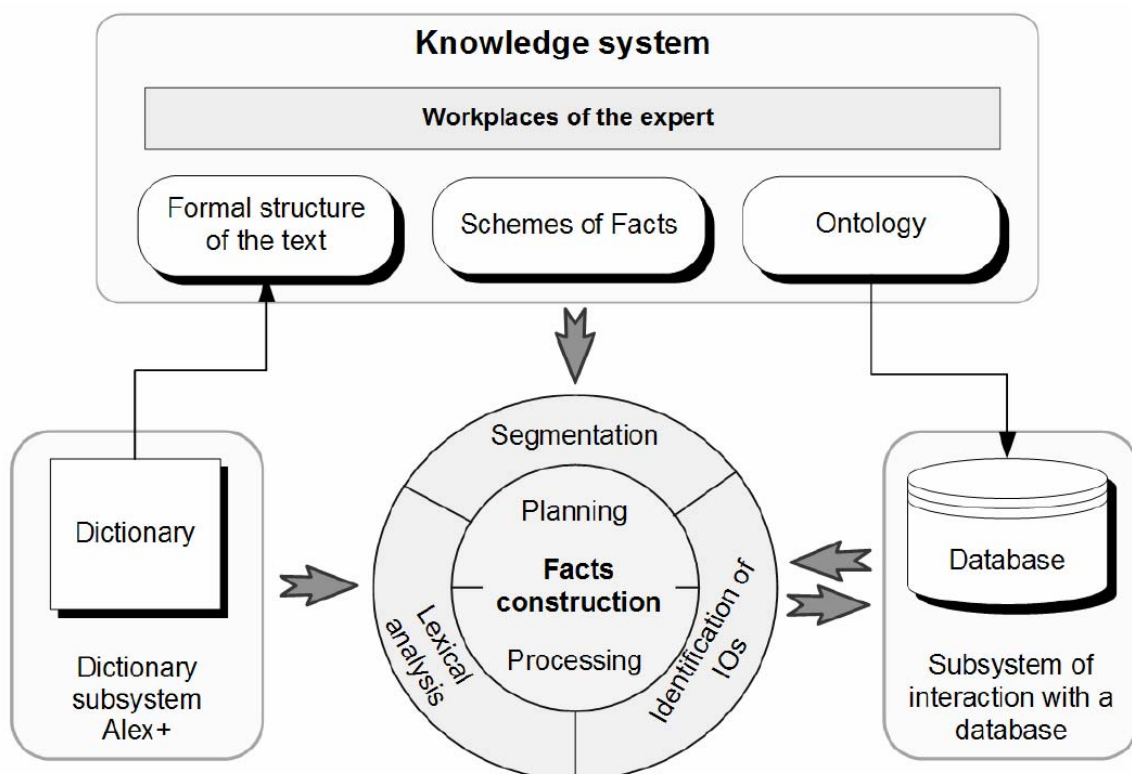 Knowledge system
Workplaces of the expert
Formal structure
of the text
Schemes of Facts
Ontology
Segmentation
Planning
Facts
construction
Processing
Lexical
analysis
Identification of
IOs
Dictionary
Dictionary
subsystem
Alex+
Database
Subsystem of
interaction with a
database